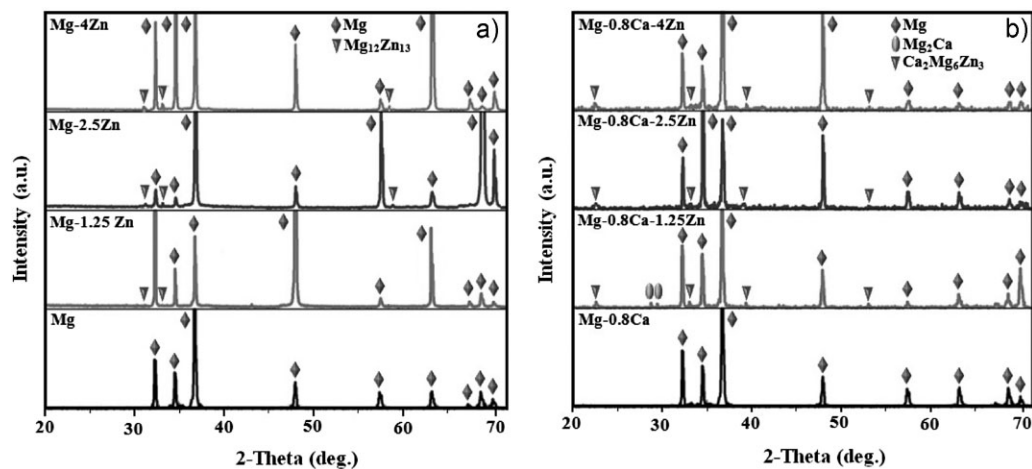 Mg-4Zn
Mg
Mg₁₂Zn₁₃
a)
Mg-2.5Zn
Mg-1.25 Zn
Mg
Intensity (a.u.)
20 30 40 50 60 70
2-Theta (deg.)
Mg-0.8Ca-4Zn
Mg
Mg₂Ca
Ca₂Mg₆Zn₃
b)
Mg-0.8Ca-2.5Zn
Mg-0.8Ca-1.25Zn
Mg-0.8Ca
Intensity (a.u.)
20 30 40 50 60 70
2-Theta (deg.)